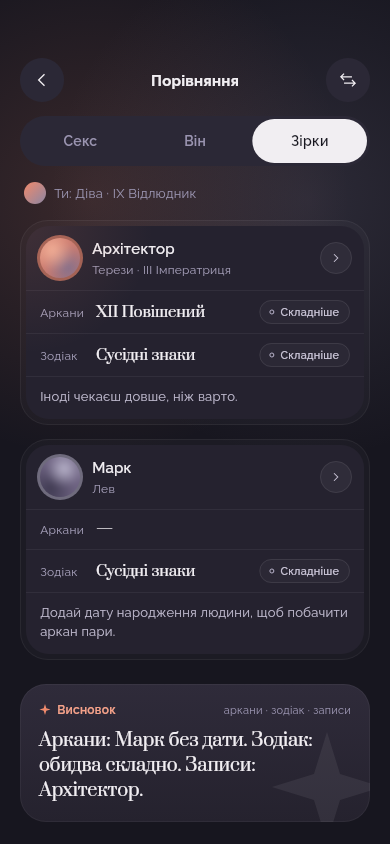 Порівняння
Секс
Він
Зірки
Ти: Діва · IX Відлюдник
Архітектор
Терези · III Імператриця
Аркани XII Повішений Складніше
Зодіак Сусідні знаки Складніше
Іноді чекаєш довше, ніж варто.
Марк
Лев
Аркани —
Зодіак Сусідні знаки Складніше
Додай дату народження людини, щоб побачити
аркан пари.
Висновок
аркани · зодіак · записи
Аркани: Марк без дати. Зодіак:
обидва складно. Записи:
Архітектор.